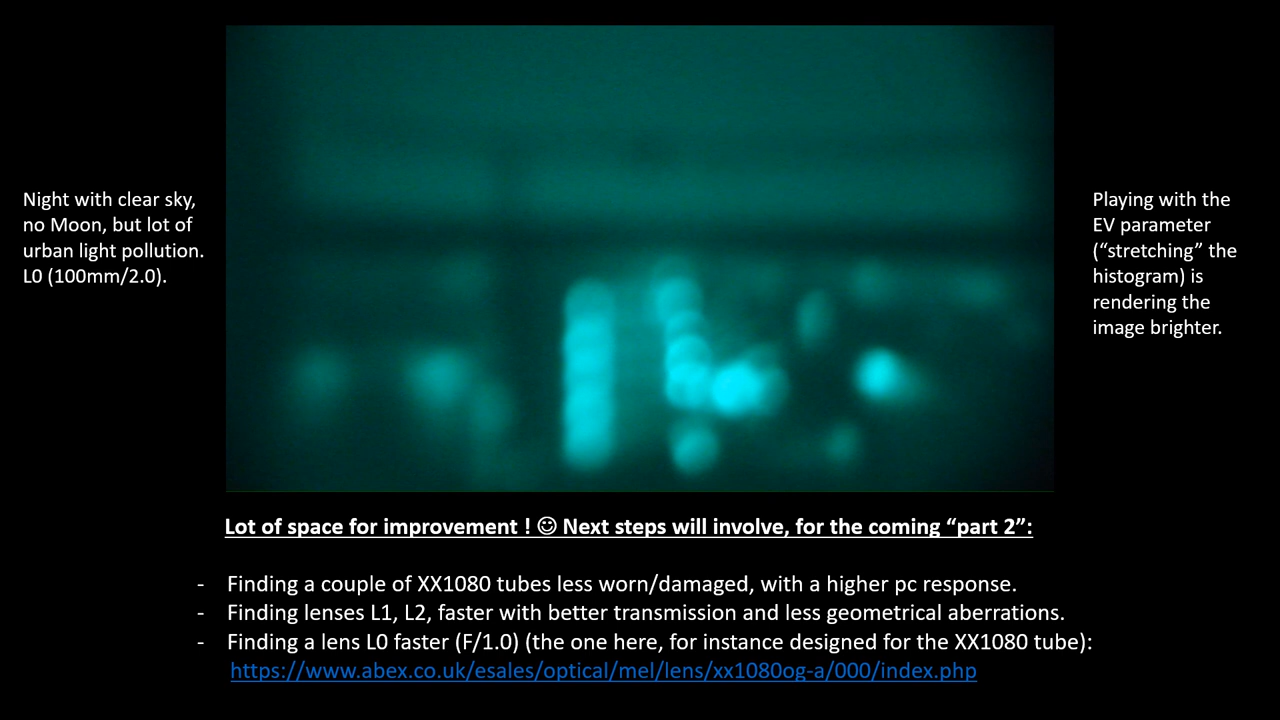 Night with clear sky,
no Moon, but lot of
urban light pollution.
L0 (100mm/2.0).
Playing with the
EV parameter
(“stretching” the
histogram) is
rendering the
image brighter.
Lot of space for improvement ! ☺ Next steps will involve, for the coming “part 2”:
- Finding a couple of XX1080 tubes less worn/damaged, with a higher pc response.
- Finding lenses L1, L2, faster with better transmission and less geometrical aberrations.
- Finding a lens L0 faster (F/1.0) (the one here, for instance designed for the XX1080 tube):
https://www.abex.co.uk/esales/optical/mel/lens/xx1080og-a/000/index.php